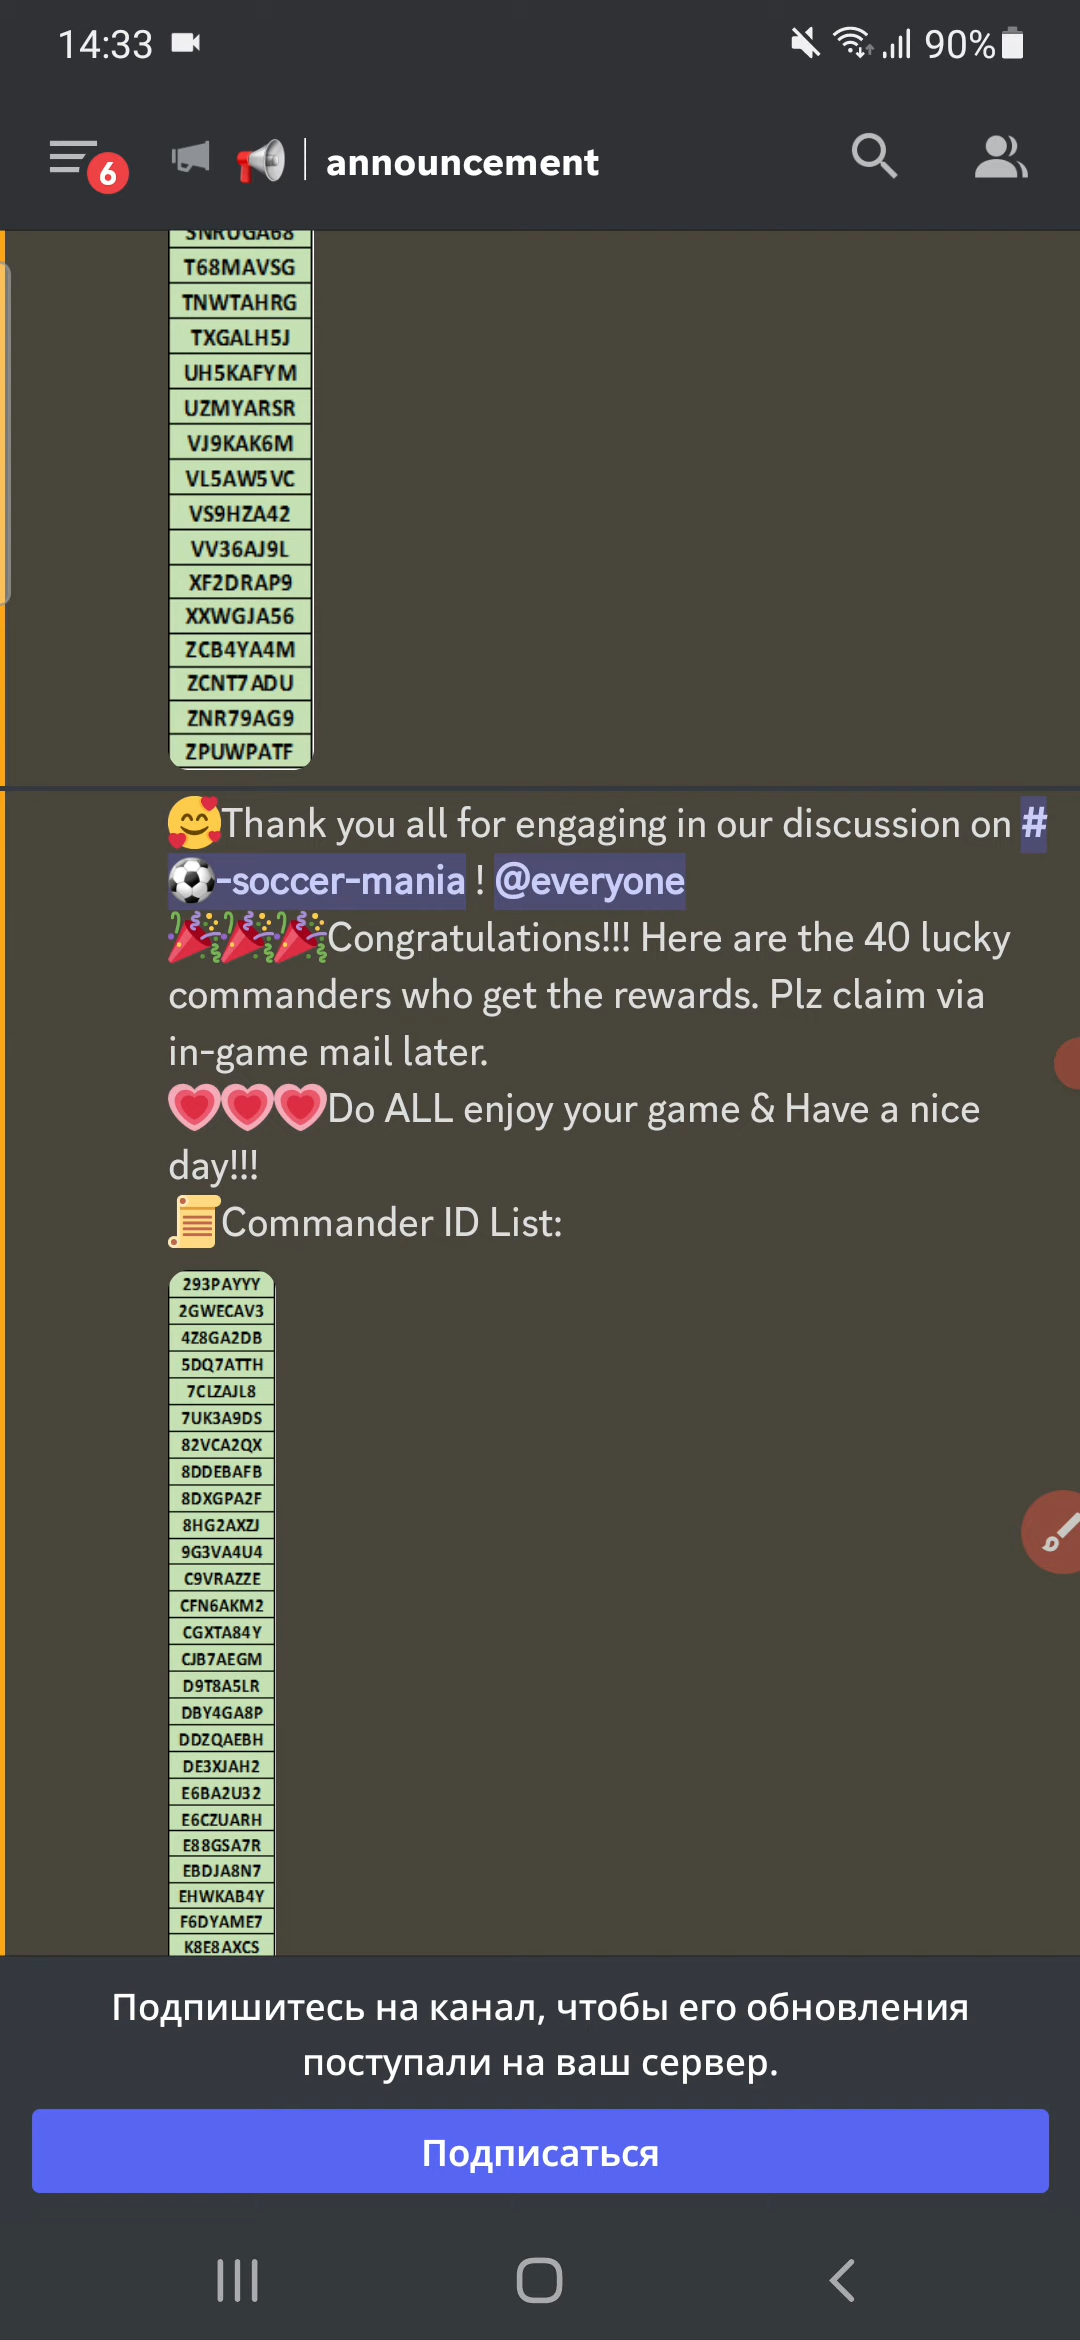 14:33 90%
6 announcement
SNRUGA68
T68MAVSG
TNWTAHRG
TXGALH5J
UH5KAFYM
UZMYARSR
VJ9KAK6M
VL5AW5VC
VS9HZA42
VV36AJ9L
XF2DRAP9
XXWGJA56
ZCB4YA4M
ZCNT7ADU
ZNR79AG9
ZPUWPATF
Thank you all for engaging in our discussion on #
-soccer-mania ! @everyone
Congratulations!!! Here are the 40 lucky
commanders who get the rewards. Plz claim via
in-game mail later.
Do ALL enjoy your game & Have a nice
day!!!
Commander ID List:
293PAYYY
2GWECAV3
4Z8GA2DB
5DQ7ATTH
7CLZAJL8
7UK3A9DS
82VCA2QX
8DDEBAFB
8DXGPA2F
8HG2AXZJ
9G3VA4U4
C9VRAZZE
CFN6AKM2
CGXTA84Y
CJB7AEGM
D9T8A5LR
DBY4GA8P
DDZQAEBH
DE3XJAH2
E6BA2U32
E6CZUARH
E88GSA7R
EBDJA8N7
EHWKAB4Y
F6DYAME7
K8E8AXCS
Подпишитесь на канал, чтобы его обновления
поступали на ваш сервер.
Подписаться